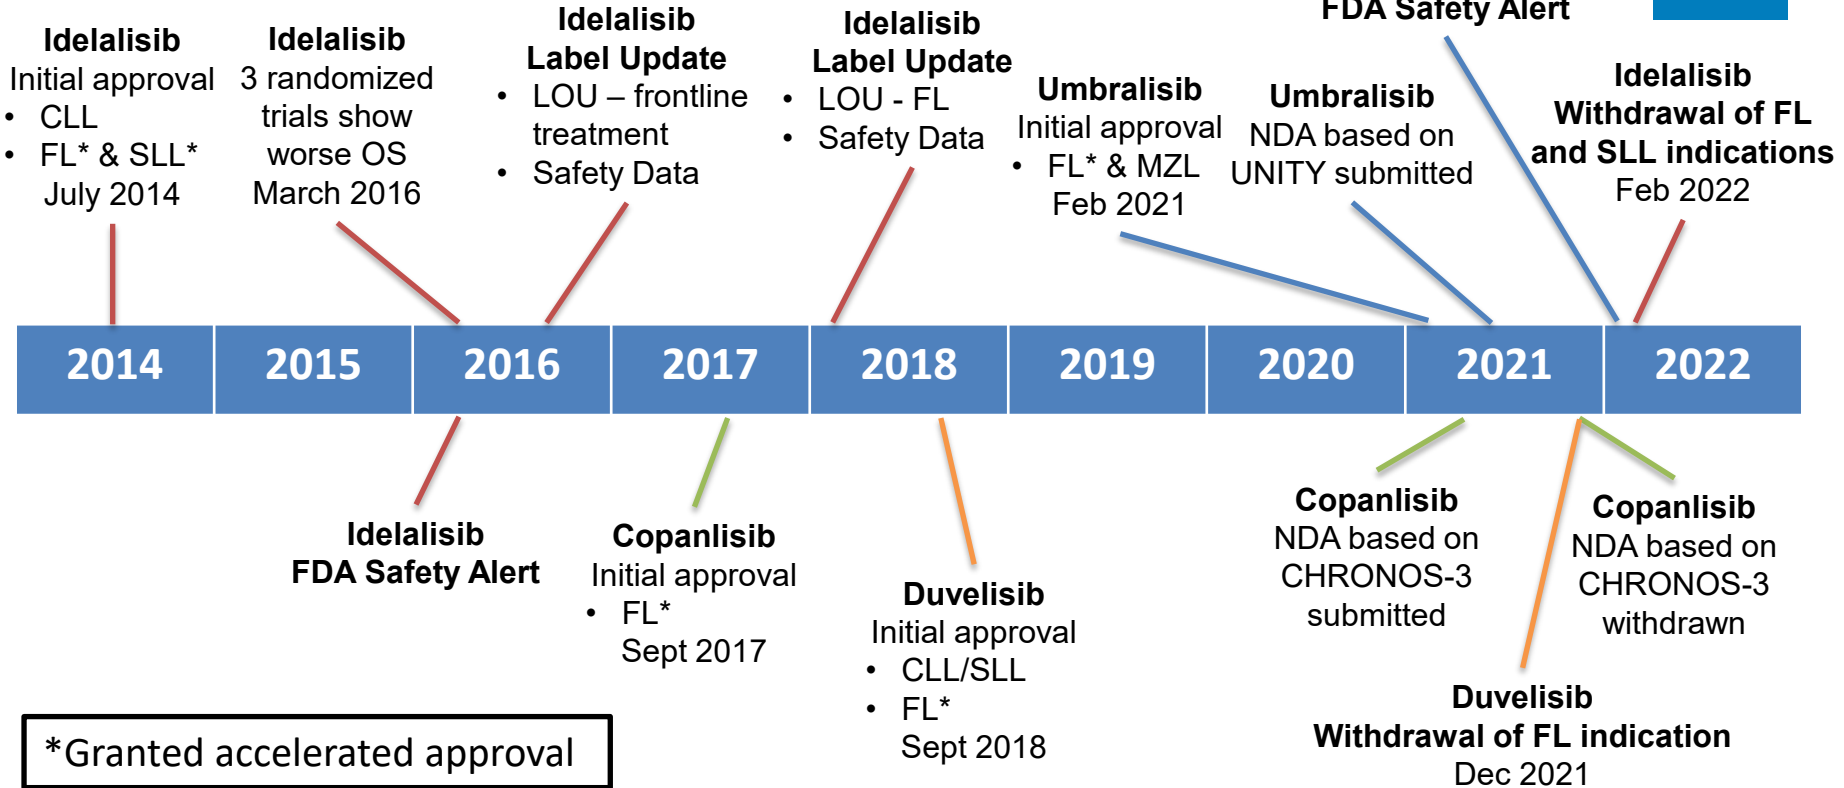 Idelalisib
Initial approval
• CLL
• FL* & SLL*
July 2014
Idelalisib
3 randomized
trials show
worse OS
March 2016
Idelalisib
Label Update
• LOU – frontline
treatment
• Safety Data
Idelalisib
Label Update
• LOU - FL
• Safety Data
Umbralisib
Initial approval
• FL* & MZL
Feb 2021
Umbralisib
NDA based on
UNITY submitted
FDA Safety Alert
Idelalisib
Withdrawal of FL
and SLL indications
Feb 2022
2014
2015
2016
2017
2018
2019
2020
2021
2022
Idelalisib
FDA Safety Alert
Copanlisib
Initial approval
• FL*
Sept 2017
Duvelisib
Initial approval
• CLL/SLL
• FL*
Sept 2018
Copanlisib
NDA based on
CHRONOS-3
submitted
Copanlisib
NDA based on
CHRONOS-3
withdrawn
Duvelisib
Withdrawal of FL indication
Dec 2021
*Granted accelerated approval